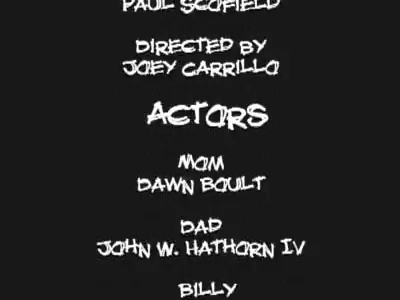 PAUL SCOFIELD
DIRECTED BY
JOEY CARRILLO
ACTORS
MOM
DAWN BOULT
DAD
JOHN W. HATHORN IV
BILLY